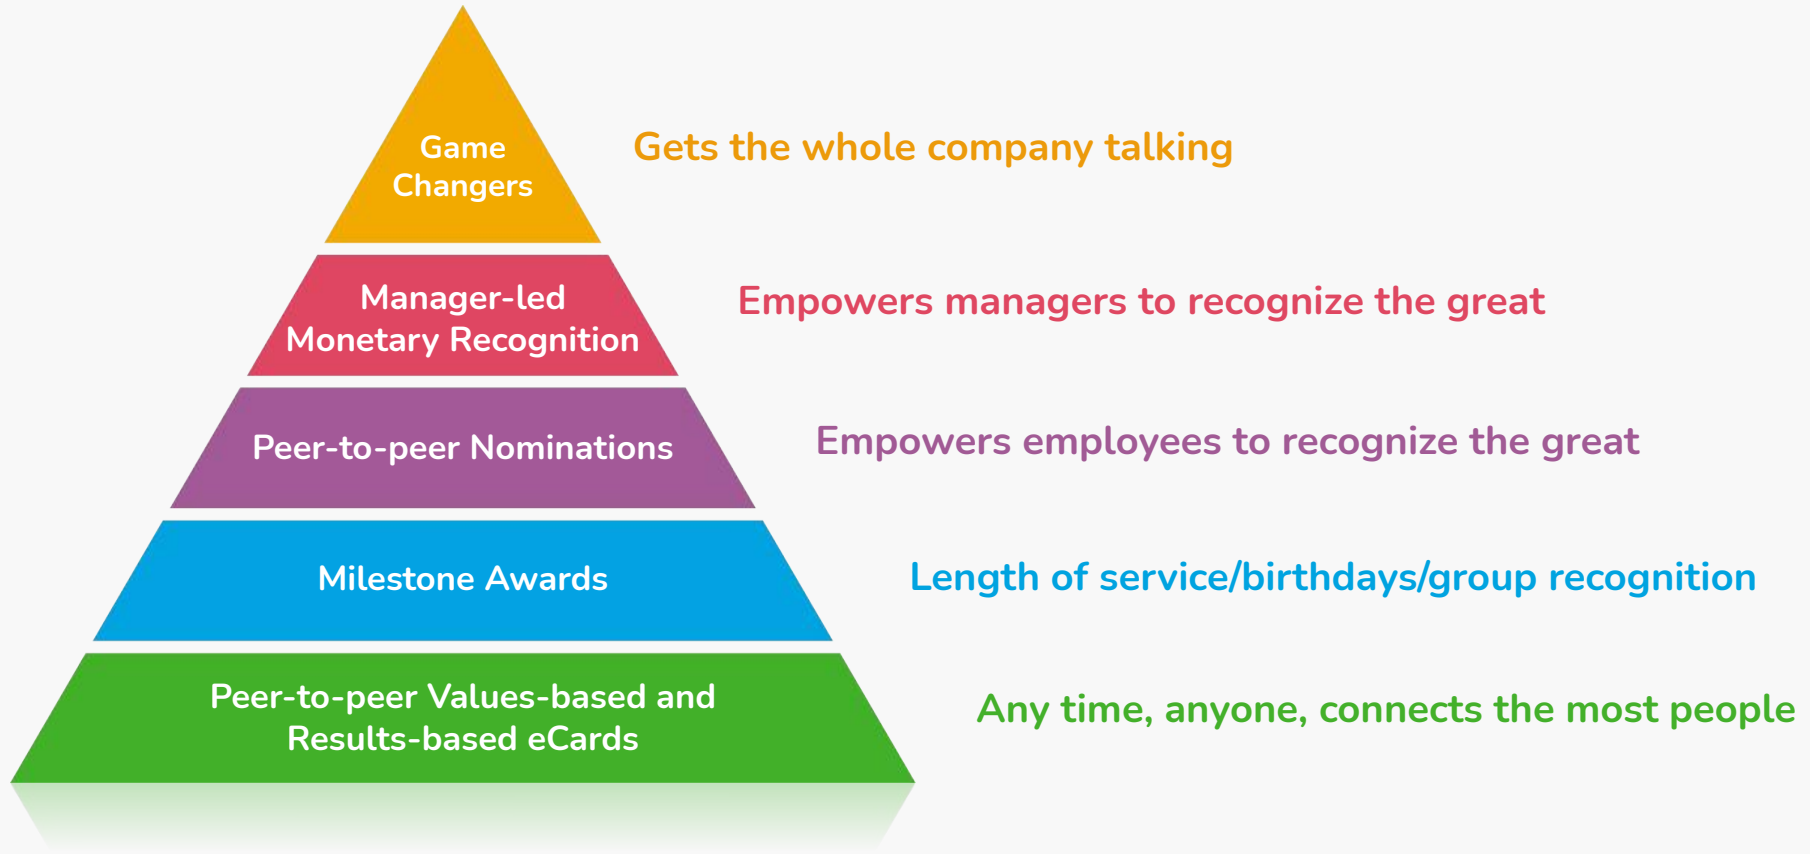 Game
Changers
Gets the whole company talking
Manager-led
Monetary Recognition
Empowers managers to recognize the great
Peer-to-peer Nominations
Empowers employees to recognize the great
Milestone Awards
Length of service/birthdays/group recognition
Peer-to-peer Values-based and
Results-based eCards
Any time, anyone, connects the most people